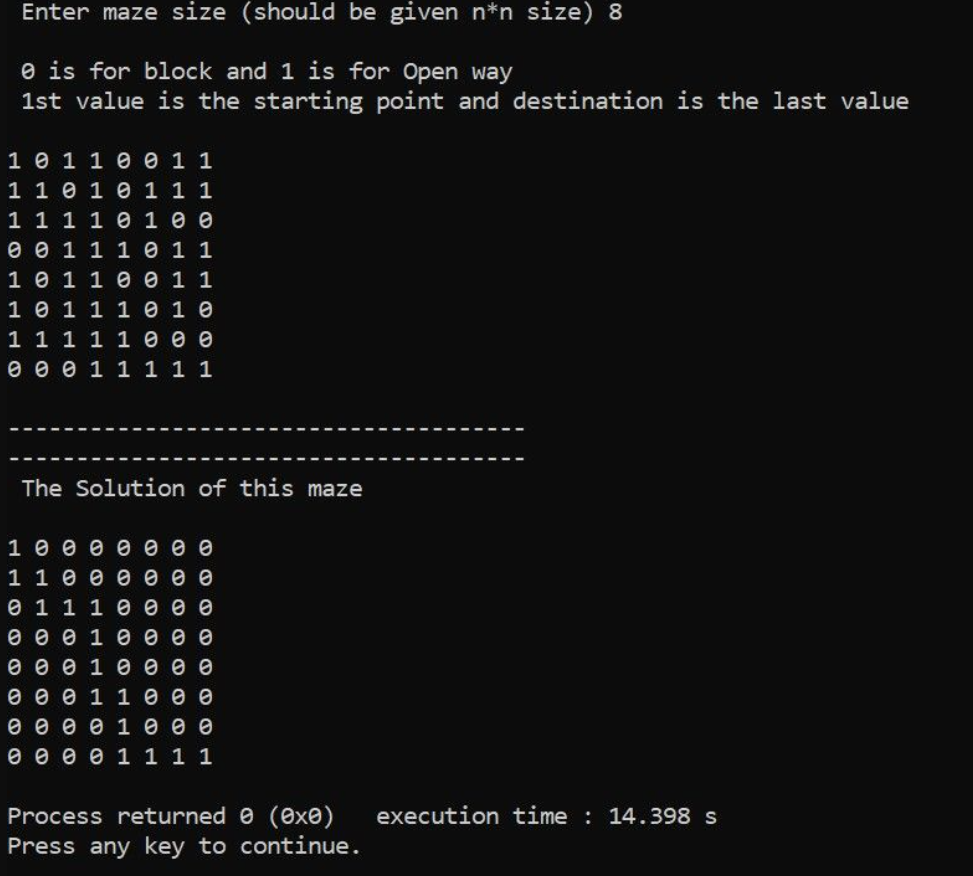 Enter maze size (should be given n*n size) 8
0 is for block and 1 is for Open way
1st value is the starting point and destination is the last value
1 0 1 1 0 0 1 1
1 1 0 1 0 1 1 1
1 1 1 1 0 1 0 0
0 0 1 1 1 0 1 1
1 0 1 1 0 0 1 1
1 0 1 1 1 0 1 0
1 1 1 1 1 0 0 0
0 0 0 1 1 1 1 1
--------------------------------------
--------------------------------------
The Solution of this maze
1 0 0 0 0 0 0 0
1 1 0 0 0 0 0 0
0 1 1 1 0 0 0 0
0 0 0 1 0 0 0 0
0 0 0 1 0 0 0 0
0 0 0 1 1 0 0 0
0 0 0 0 1 0 0 0
0 0 0 0 1 1 1 1
Process returned 0 (0x0)   execution time : 14.398 s
Press any key to continue.